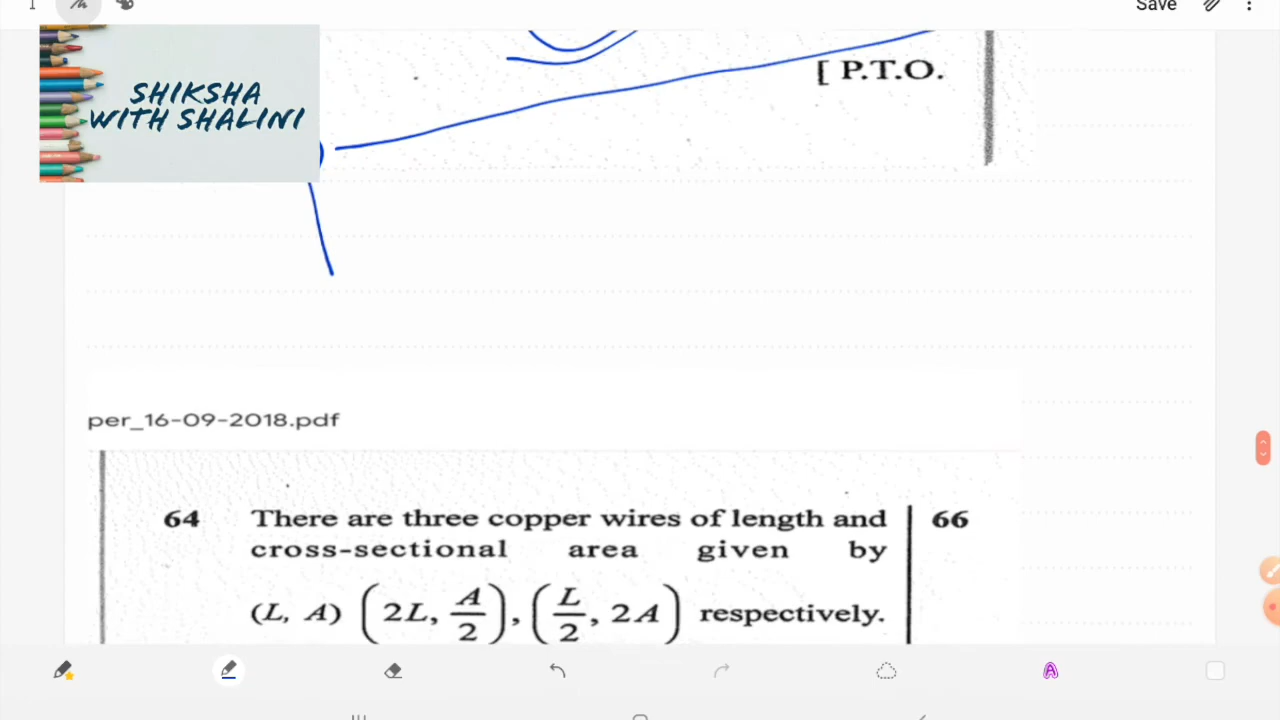 Save
SHIKSHA
WITH SHALINI
[ P.T.O.
per_16-09-2018.pdf
64 There are three copper wires of length and
cross-sectional area given by
(L, A) (2L, A/2), (L/2, 2A) respectively.
66